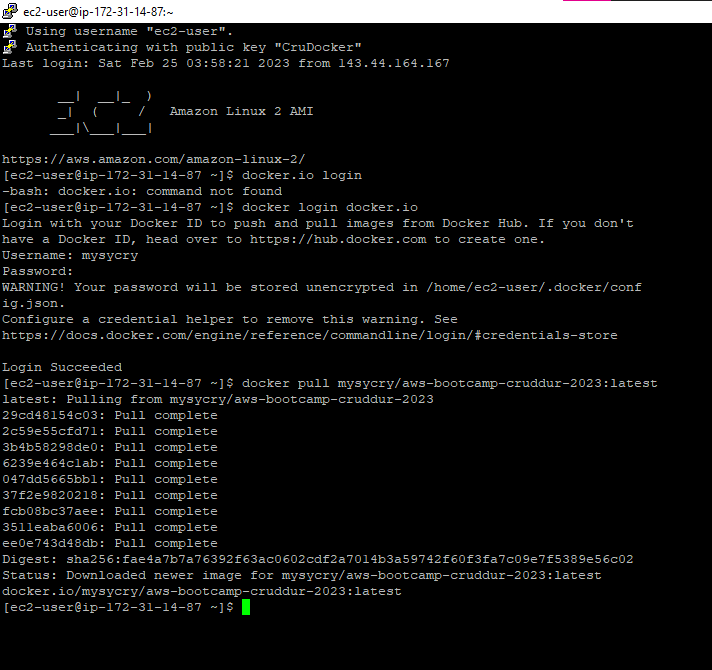 ec2-user@ip-172-31-14-87:~
Using username "ec2-user".
Authenticating with public key "CruDocker"
Last login: Sat Feb 25 03:58:21 2023 from 143.44.164.167
       __|  __|_  )
       _|  (     /   Amazon Linux 2 AMI
      ___|\___|___|
https://aws.amazon.com/amazon-linux-2/
[ec2-user@ip-172-31-14-87 ~]$ docker.io login
-bash: docker.io: command not found
[ec2-user@ip-172-31-14-87 ~]$ docker login docker.io
Login with your Docker ID to push and pull images from Docker Hub. If you don't
have a Docker ID, head over to https://hub.docker.com to create one.
Username: mysycry
Password:
WARNING! Your password will be stored unencrypted in /home/ec2-user/.docker/conf
ig.json.
Configure a credential helper to remove this warning. See
https://docs.docker.com/engine/reference/commandline/login/#credentials-store
Login Succeeded
[ec2-user@ip-172-31-14-87 ~]$ docker pull mysycry/aws-bootcamp-cruddur-2023:latest
latest: Pulling from mysycry/aws-bootcamp-cruddur-2023
29cd48154c03: Pull complete
2c59e55cfd71: Pull complete
3b4b58298de0: Pull complete
6239e464c1ab: Pull complete
047dd5665bb1: Pull complete
37f2e9820218: Pull complete
fcb08bc37aee: Pull complete
3511eaba6006: Pull complete
ee0e743d48db: Pull complete
Digest: sha256:fae4a7b7a76392f63ac0602cdf2a7014b3a59742f60f3fa7c09e7f5389e56c02
Status: Downloaded newer image for mysycry/aws-bootcamp-cruddur-2023:latest
docker.io/mysycry/aws-bootcamp-cruddur-2023:latest
[ec2-user@ip-172-31-14-87 ~]$